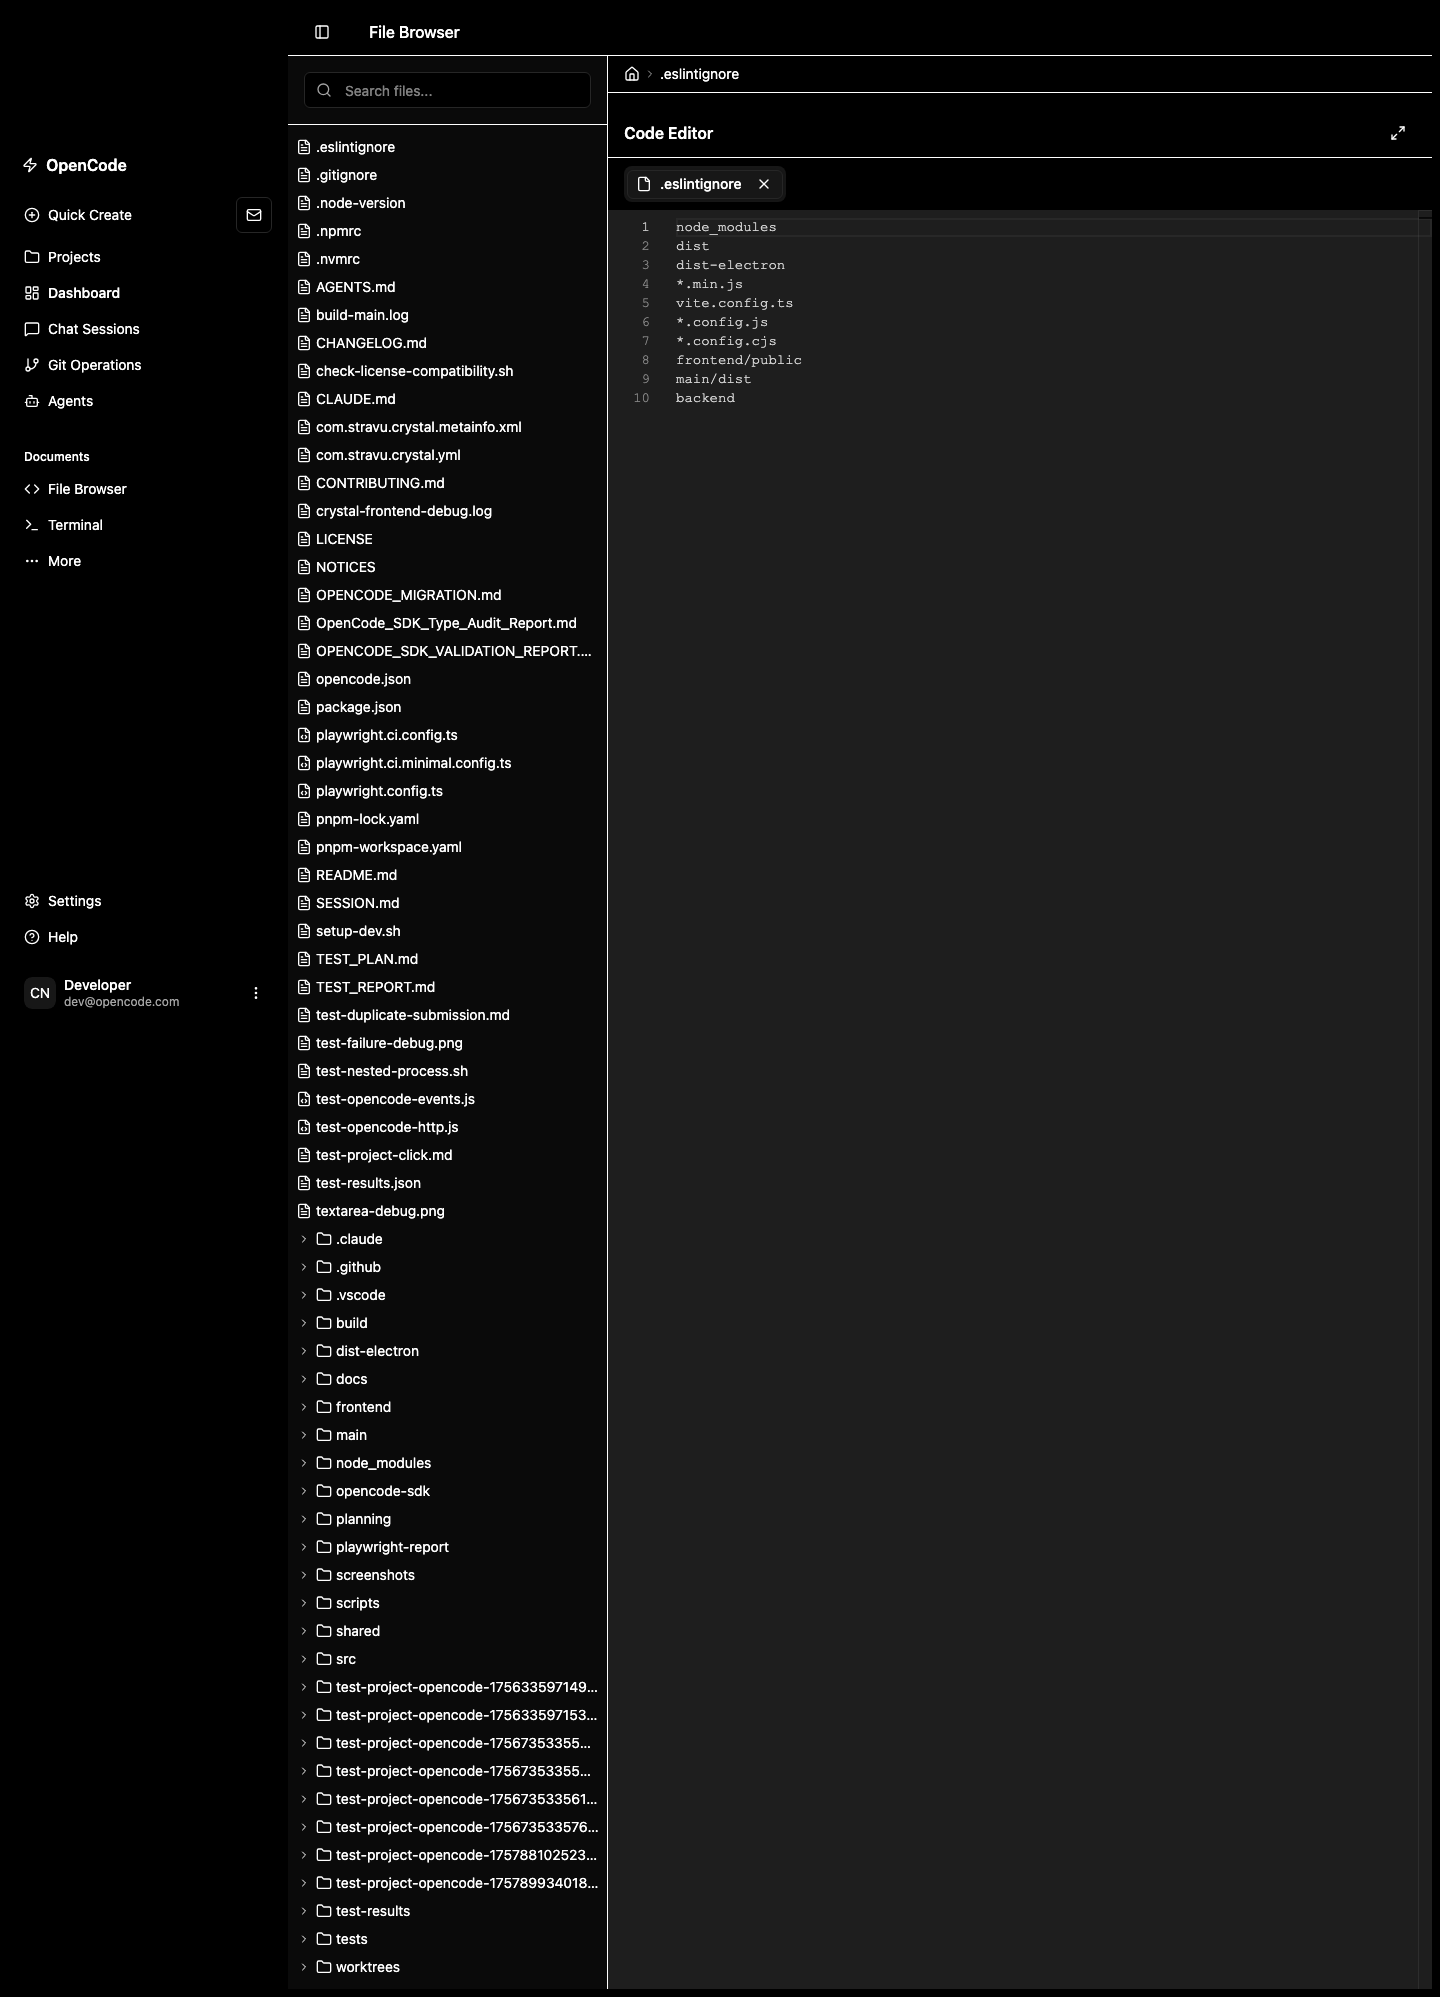 File Browser
OpenCode
Quick Create
Projects
Dashboard
Chat Sessions
Git Operations
Agents
Documents
File Browser
Terminal
More
Settings
Help
CN
Developer
dev@opencode.com
Search files...
.eslintignore
.gitignore
.node-version
.npmrc
.nvmrc
AGENTS.md
build-main.log
CHANGELOG.md
check-license-compatibility.sh
CLAUDE.md
com.stravu.crystal.metainfo.xml
com.stravu.crystal.yml
CONTRIBUTING.md
crystal-frontend-debug.log
LICENSE
NOTICES
OPENCODE_MIGRATION.md
OpenCode_SDK_Type_Audit_Report.md
OPENCODE_SDK_VALIDATION_REPORT....
opencode.json
package.json
playwright.ci.config.ts
playwright.ci.minimal.config.ts
playwright.config.ts
pnpm-lock.yaml
pnpm-workspace.yaml
README.md
SESSION.md
setup-dev.sh
TEST_PLAN.md
TEST_REPORT.md
test-duplicate-submission.md
test-failure-debug.png
test-nested-process.sh
test-opencode-events.js
test-opencode-http.js
test-project-click.md
test-results.json
textarea-debug.png
.claude
.github
.vscode
build
dist-electron
docs
frontend
main
node_modules
opencode-sdk
planning
playwright-report
screenshots
scripts
shared
src
test-project-opencode-175633597149...
test-project-opencode-175633597153...
test-project-opencode-17567353355...
test-project-opencode-17567353355...
test-project-opencode-175673533561...
test-project-opencode-175673533576...
test-project-opencode-175788102523...
test-project-opencode-175789934018...
test-results
tests
worktrees
.eslintignore
Code Editor
.eslintignore
1 node_modules
2 dist
3 dist-electron
4 *.min.js
5 vite.config.ts
6 *.config.js
7 *.config.cjs
8 frontend/public
9 main/dist
10 backend